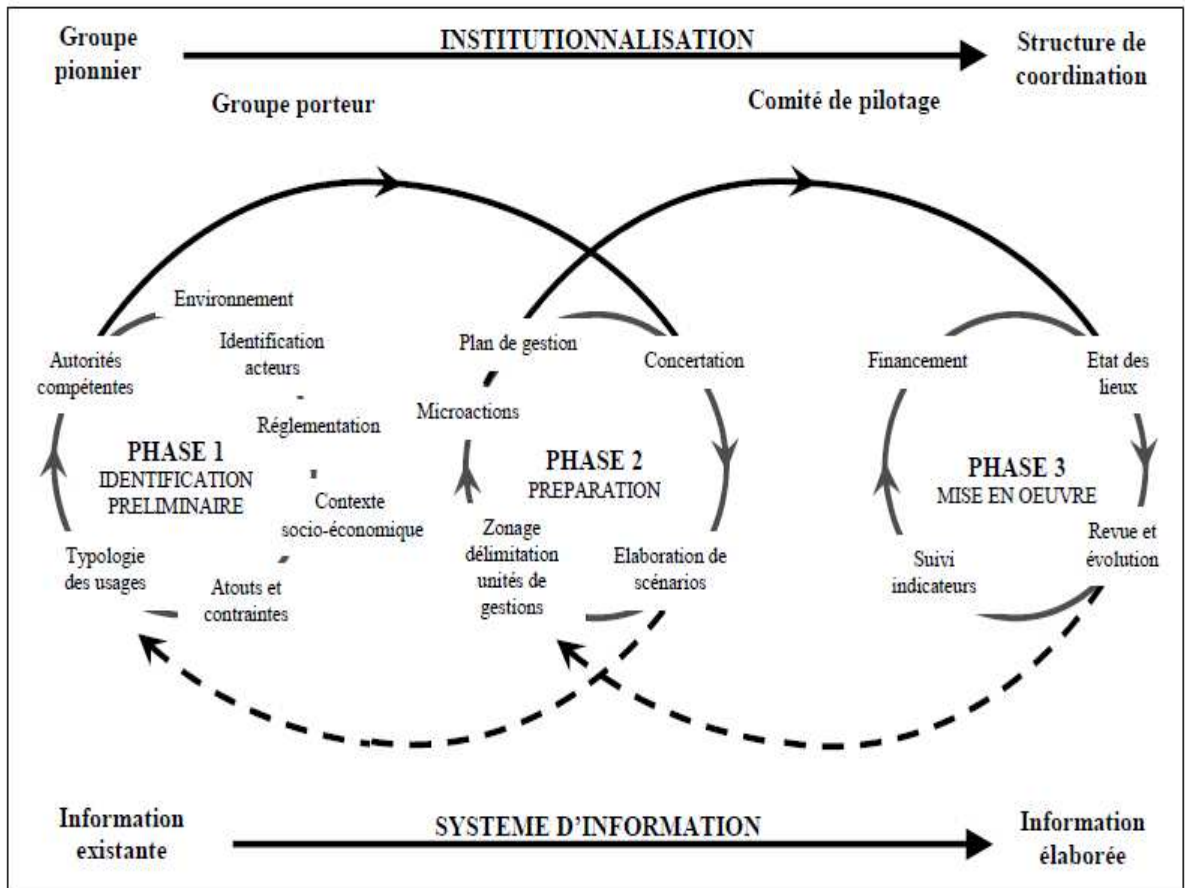 Groupe
pionnier
INSTITUTIONNALISATION
Structure de
coordination
Groupe porteur
Comité de pilotage
Environnement
Identification
acteurs
Autorités
compétentes
Réglementation
PHASE 1
IDENTIFICATION
PRELIMINAIRE
Contexte
socio-économique
Typologie
des usages
Atouts et
contraintes
Plan de gestion
Concertation
Microactions
PHASE 2
PREPARATION
Zonage
délimitation
unités de
gestions
Elaboration de
scénarios
Financement
Etat des
lieux
PHASE 3
MISE EN OEUVRE
Suivi
indicateurs
Revue et
évolution
Information
existante
SYSTEME D'INFORMATION
Information
élaborée